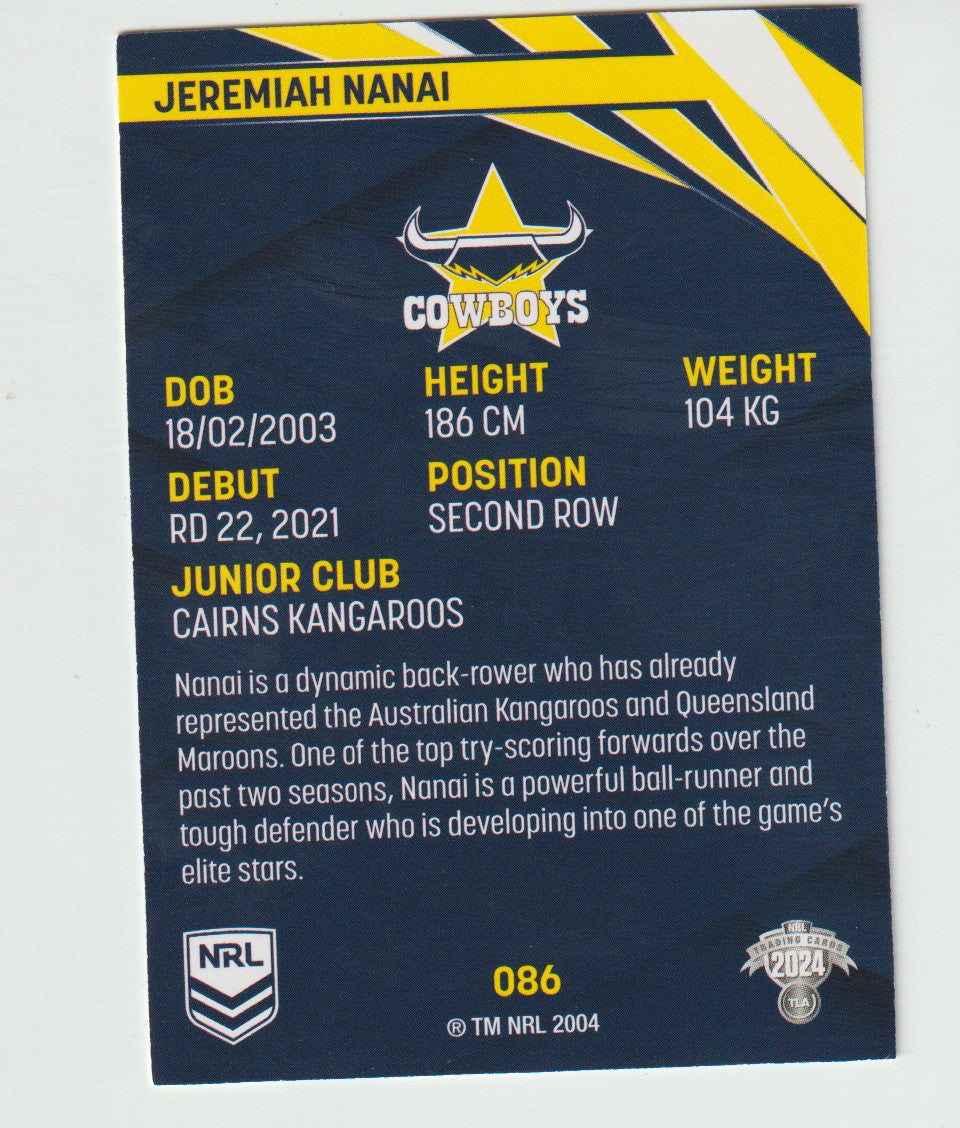 JEREMIAH NANAI
COWBOYS
DOB
18/02/2003
HEIGHT
186 CM
WEIGHT
104 KG
DEBUT
RD 22, 2021
POSITION
SECOND ROW
JUNIOR CLUB
CAIRNS KANGAROOS
Nanai is a dynamic back-rower who has already
represented the Australian Kangaroos and Queensland
Maroons. One of the top try-scoring forwards over the
past two seasons, Nanai is a powerful ball-runner and
tough defender who is developing into one of the game's
elite stars.
NRL
086
® TM NRL 2004
NRL
TRADING CARDS
2024
TLA